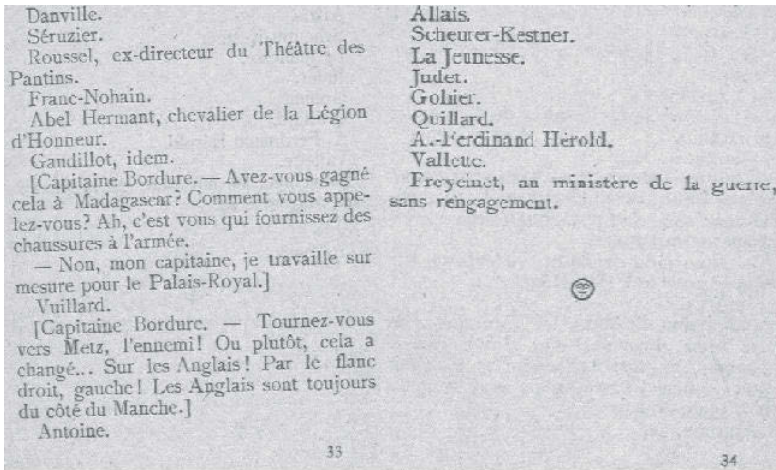 Danville.
Séruzier.
Roussel, ex-directeur du Théâtre des
Pantins.
Franc-Nohain.
Abel Hermant, chevalier de la Légion
d'Honneur.
Gandillot, idem.
[Capitaine Bordure. — Avez-vous gagné
cela à Madagascar? Comment vous appe-
lez-vous? Ah, c'est vous qui fournissez des
chaussures à l'armée.
— Non, mon capitaine, je travaille sur
mesure pour le Palais-Royal.]
Vuillard.
[Capitaine Bordure. — Tournez-vous
vers Metz, l'ennemi! Ou plutôt, cela a
changé... Sur les Anglais! Par le flanc
droit, gauche! Les Anglais sont toujours
du côté du Manche.]
Antoine.
33
Allais.
Scheurer-Kestner.
La Jeunesse.
Judet.
Gohier.
Quillard.
A.-Ferdinand Hérold.
Vallette.
Freycinet, au ministère de la guerre,
sans rengagement.
34